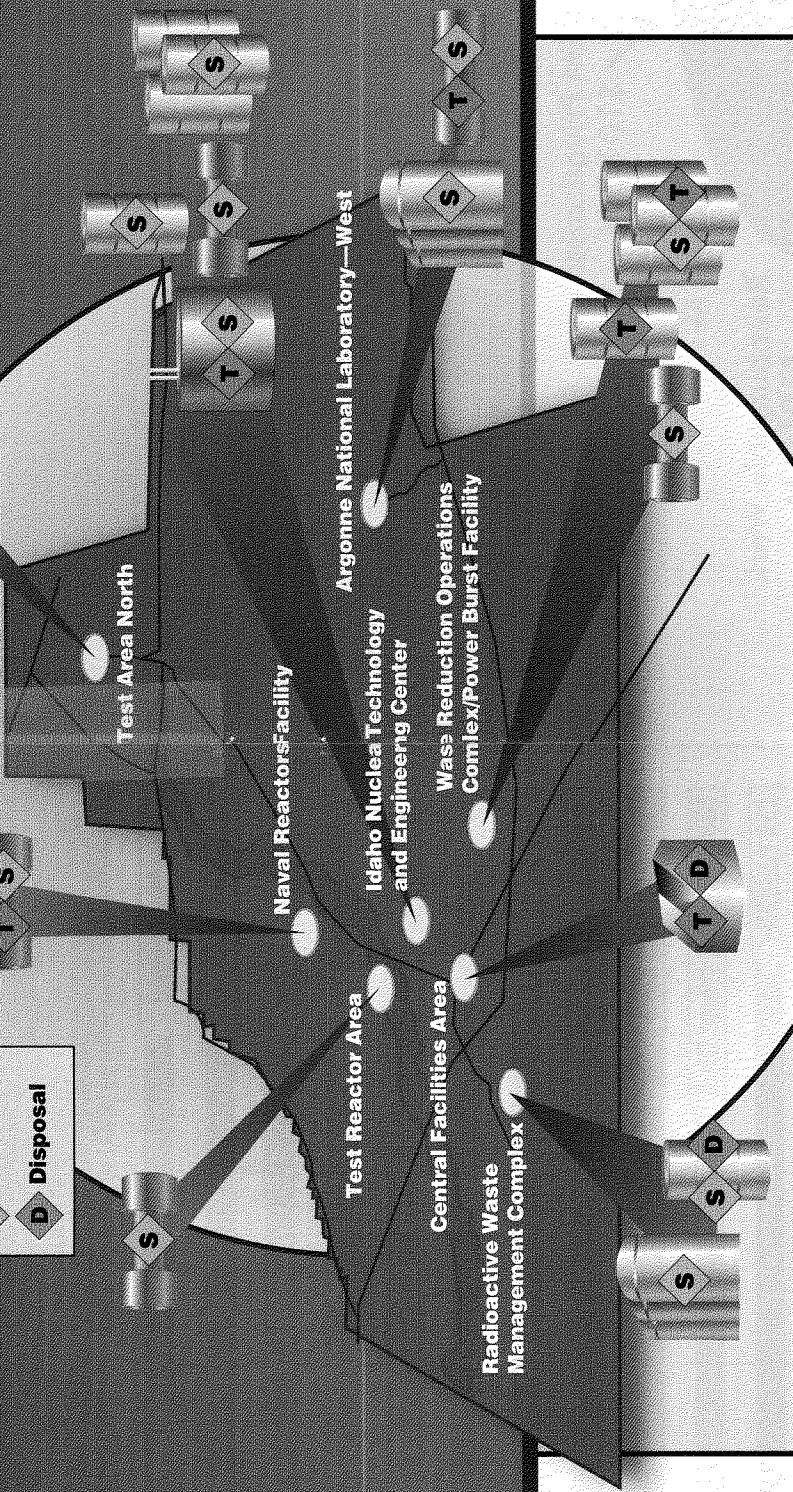 T S
D Disposal
Test Area North
S
S
S
S
T S
Naval ReactorsFacility
Argonne National Laboratory—West
Test Reactor Area
Idaho Nuclea Technology
and Engineeng Center
Central Facilities Area
Wase Reduction Operations
Comlex/Power Burst Facility
S
T S
Radioactive Waste
Management Complex
T
S
S T
S
S D
T D